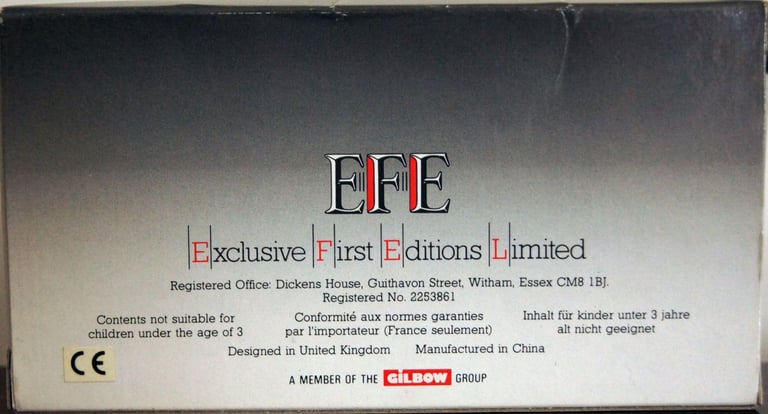 EFE
Exclusive First Editions Limited
Registered Office: Dickens House, Guithavon Street, Witham, Essex CM8 1BJ.
Registered No. 2253861
Contents not suitable for
children under the age of 3
Conformité aux normes garanties
par l'importateur (France seulement)
Inhalt für kinder unter 3 jahre
alt nicht geeignet
Designed in United Kingdom Manufactured in China
CE
A MEMBER OF THE GILBOW GROUP